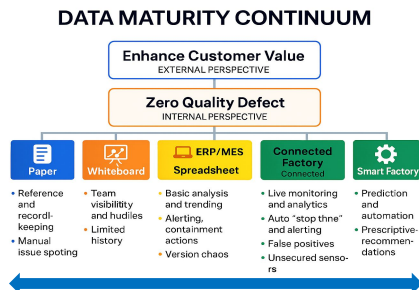 DATA MATURITY CONTINUUM
Enhance Customer Value
EXTERNAL PERSPECTIVE
Zero Quality Defect
INTERNAL PERSPECTIVE
Paper
• Reference
and
recordl-
keeping
• Manual
issue spoting
Whiteboard
• Team
visibility
and hudiles
• Limited
history
ERP/MES
Spreadsheet
• Basic analysis
and trending
• Alerting,
containment
actions
• Version chaos
Connected
Factory
Connected
• Live monitoring
and analytics
• Auto "stop thne"
and alerting
• False positives
• Unsecured senso-
rs
Smart Factory
• Prediction
and
automation
• Prescriptive-
recommen-
dations